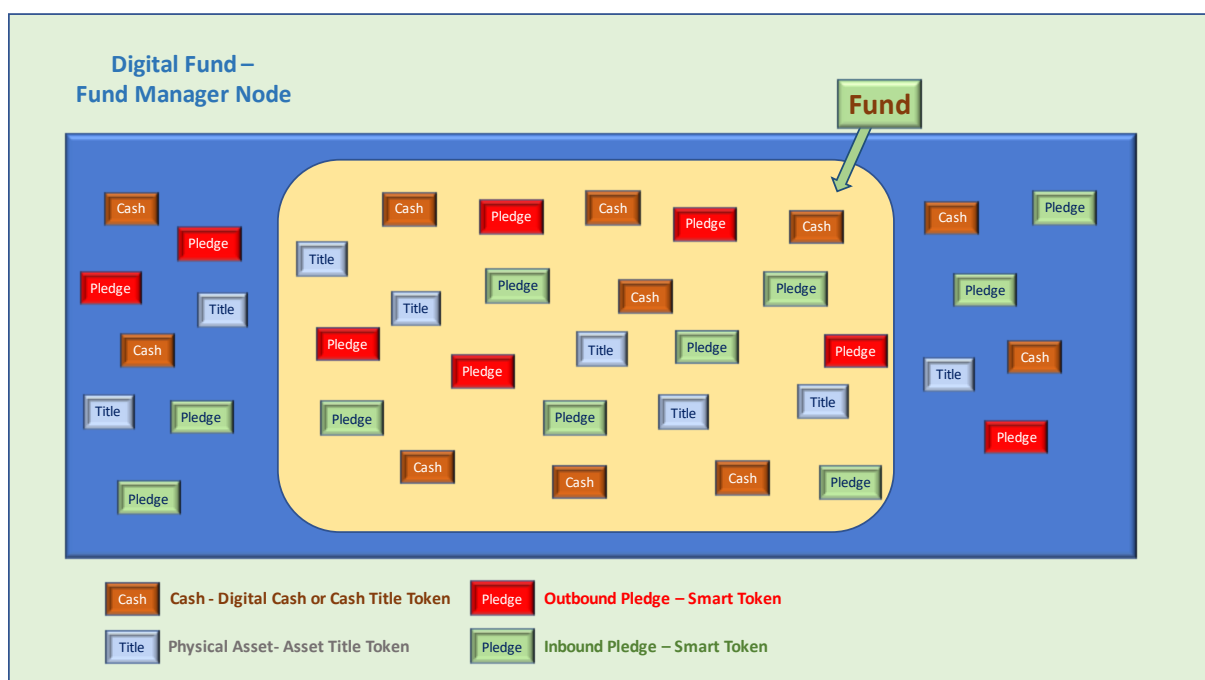 Digital Fund –
Fund Manager Node
Fund
Cash
Pledge
Pledge
Title
Cash
Title
Pledge
Pledge
Cash
Pledge
Cash
Pledge
Cash
Title
Pledge
Pledge
Title
Cash
Pledge
Title
Pledge
Pledge
Pledge
Title
Title
Pledge
Pledge
Cash
Cash
Cash
Pledge
Cash
Pledge
Pledge
Cash
Title
Pledge
Cash Cash - Digital Cash or Cash Title Token
Pledge Outbound Pledge – Smart Token
Title Physical Asset- Asset Title Token
Pledge Inbound Pledge – Smart Token